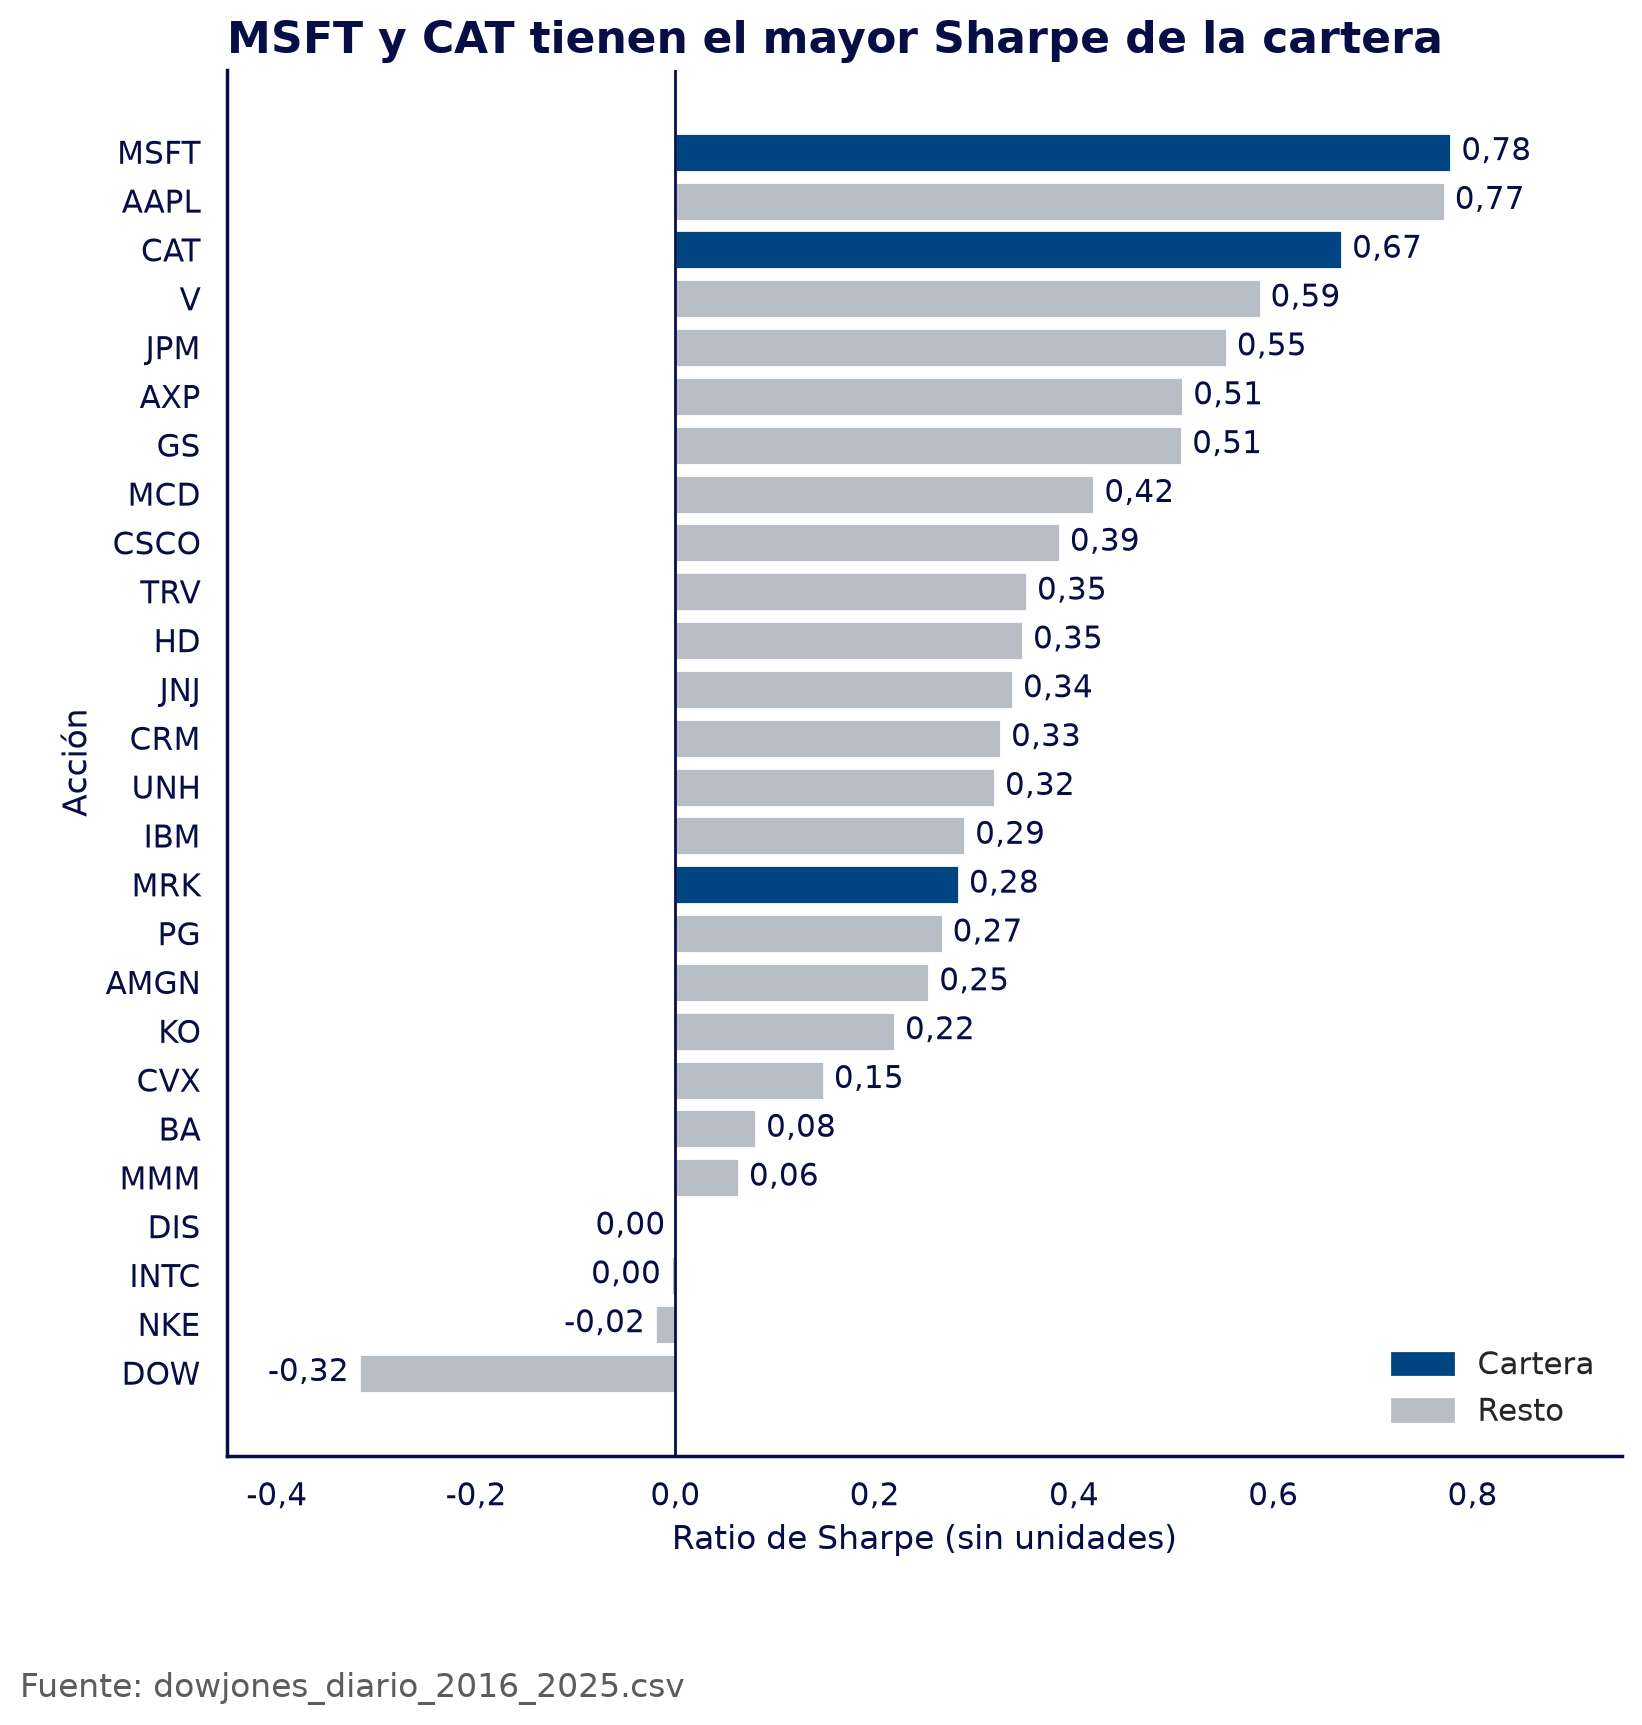 MSFT y CAT tienen el mayor Sharpe de la cartera
MSFT 0,78
AAPL 0,77
CAT 0,67
V 0,59
JPM 0,55
AXP 0,51
GS 0,51
MCD 0,42
CSCO 0,39
TRV 0,35
HD 0,35
JNJ 0,34
CRM 0,33
UNH 0,32
IBM 0,29
MRK 0,28
PG 0,27
AMGN 0,25
KO 0,22
CVX 0,15
BA 0,08
MMM 0,06
DIS 0,00
INTC 0,00
NKE -0,02
DOW -0,32
Acción
Cartera
Resto
-0,4 -0,2 0,0 0,2 0,4 0,6 0,8
Ratio de Sharpe (sin unidades)
Fuente: dowjones_diario_2016_2025.csv